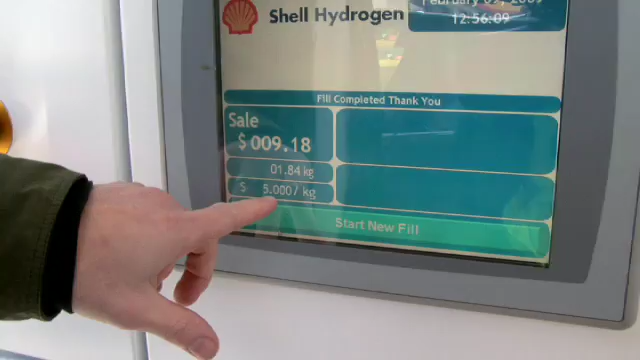 Shell Hydrogen
12:56:09
Fill Completed Thank You
Sale
$ 009.18
01.84 kg
$ 5.000/ kg
Start New Fill